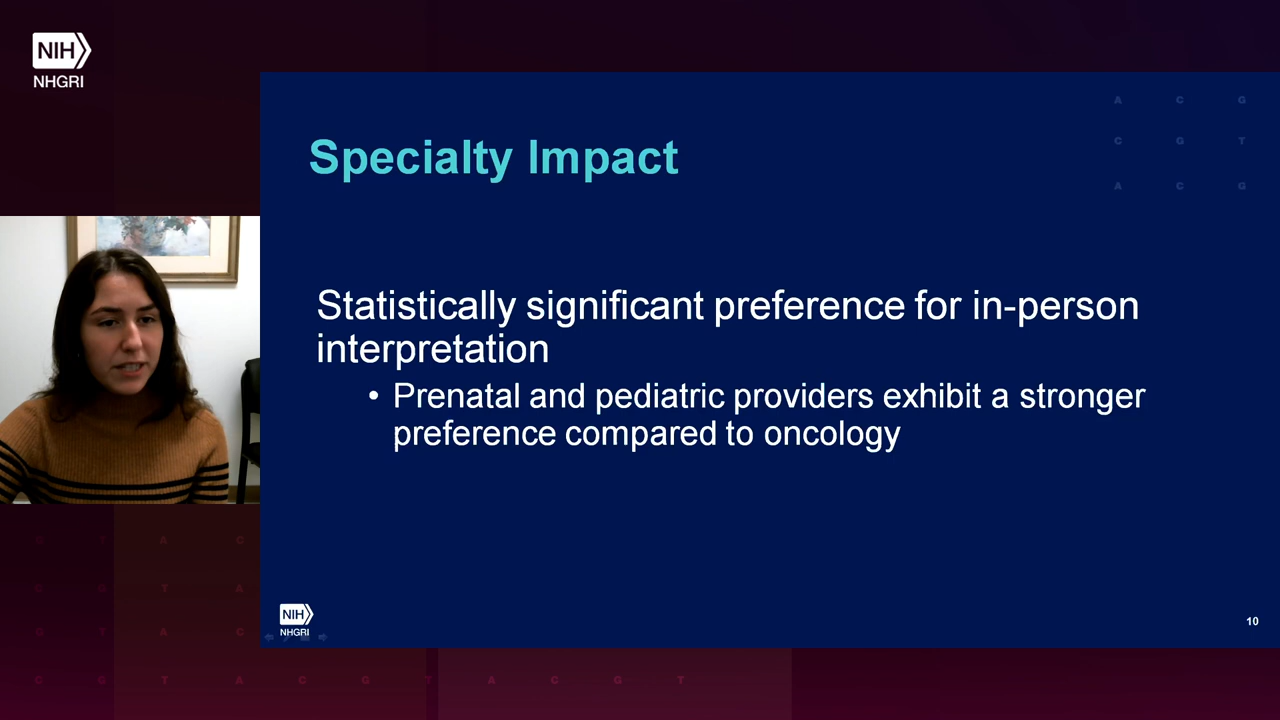 NIH
NHGRI
A C G
C G T
A C G
Specialty Impact
Statistically significant preference for in-person
interpretation
• Prenatal and pediatric providers exhibit a stronger
preference compared to oncology
NIH
NHGRI
10
G T A C
G G T A
G T A C
C G T A C G T A C G T